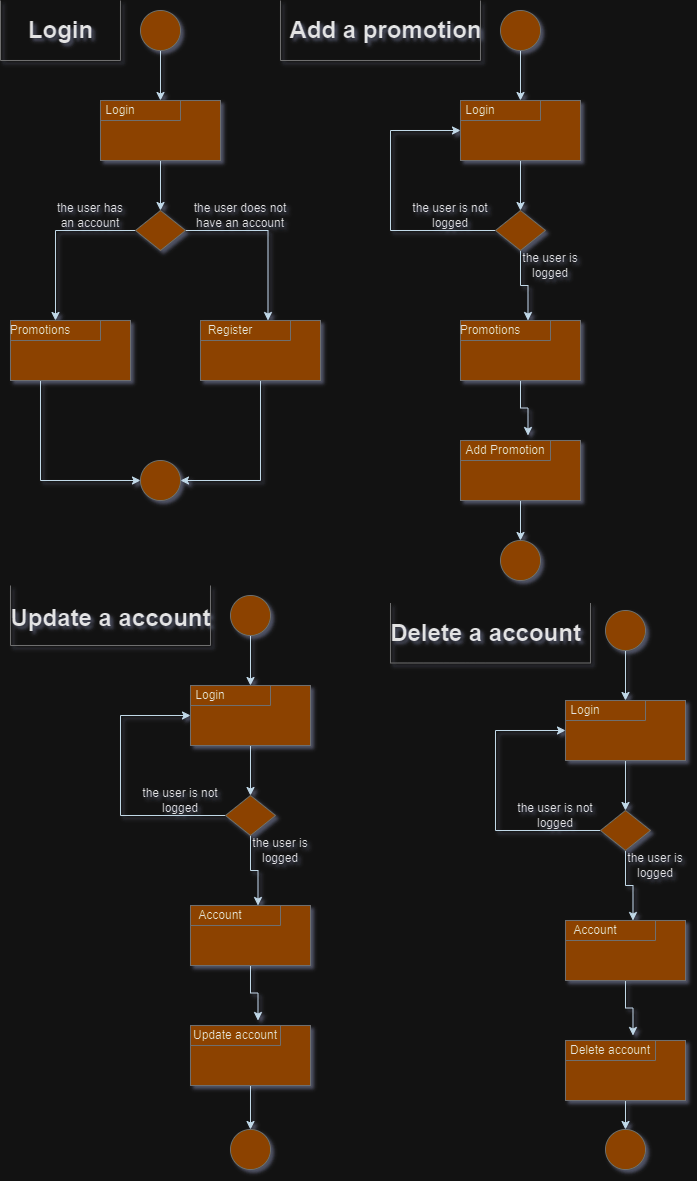 Login
Login
the user has
an account
the user does not
have an account
Promotions
Register
Add a promotion
Login
the user is not
logged
the user is
logged
Promotions
Add Promotion
Update a account
Login
the user is not
logged
the user is
logged
Account
Update account
Delete a account
Login
the user is not
logged
the user is
logged
Account
Delete account